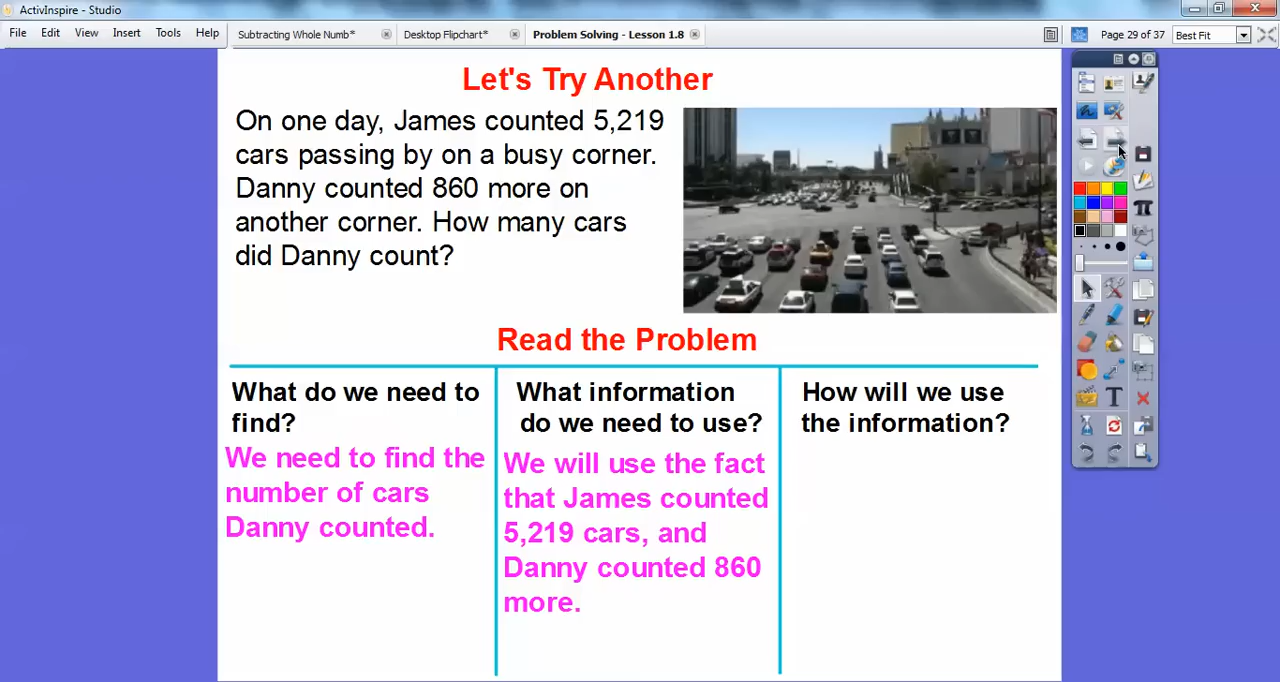 ActivInspire - Studio
File Edit View Insert Tools Help
Subtracting Whole Numb* Desktop Flipchart* Problem Solving - Lesson 1.8
Page 29 of 37 Best Fit
Let's Try Another
On one day, James counted 5,219
cars passing by on a busy corner.
Danny counted 860 more on
another corner. How many cars
did Danny count?
Read the Problem
What do we need to
find?
We need to find the
number of cars
Danny counted.
What information
do we need to use?
We will use the fact
that James counted
5,219 cars, and
Danny counted 860
more.
How will we use
the information?